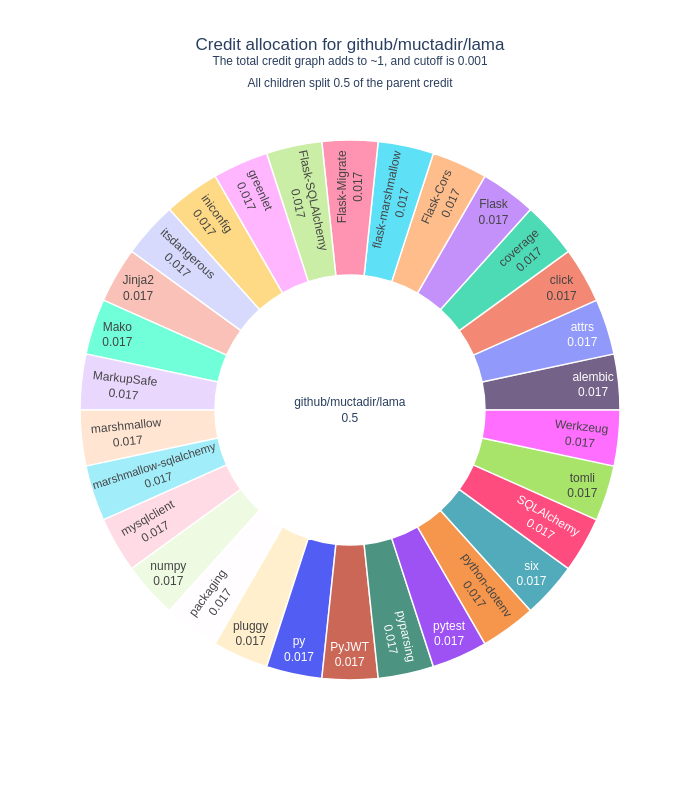 Credit allocation for github/muctadir/lama
The total credit graph adds to ~1, and cutoff is 0.001
All children split 0.5 of the parent credit
github/muctadir/lama
0.5
alembic
0.017
attrs
0.017
click
0.017
coverage
0.017
Flask
0.017
Flask-Cors
0.017
flask-marshmallow
0.017
Flask-Migrate
0.017
Flask-SQLAlchemy
0.017
greenlet
0.017
iniconfig
0.017
itsdangerous
0.017
Jinja2
0.017
Mako
0.017
MarkupSafe
0.017
marshmallow
0.017
marshmallow-sqlalchemy
0.017
mysqlclient
0.017
numpy
0.017
packaging
0.017
pluggy
0.017
py
0.017
PyJWT
0.017
pyparsing
0.017
pytest
0.017
python-dotenv
0.017
six
0.017
SQLAlchemy
0.017
tomli
0.017
Werkzeug
0.017